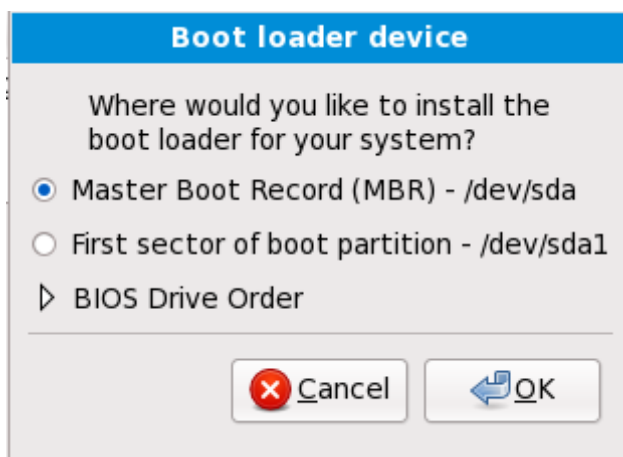 Boot loader device
Where would you like to install the
boot loader for your system?
Master Boot Record (MBR) - /dev/sda
First sector of boot partition - /dev/sda1
BIOS Drive Order
Cancel
OK